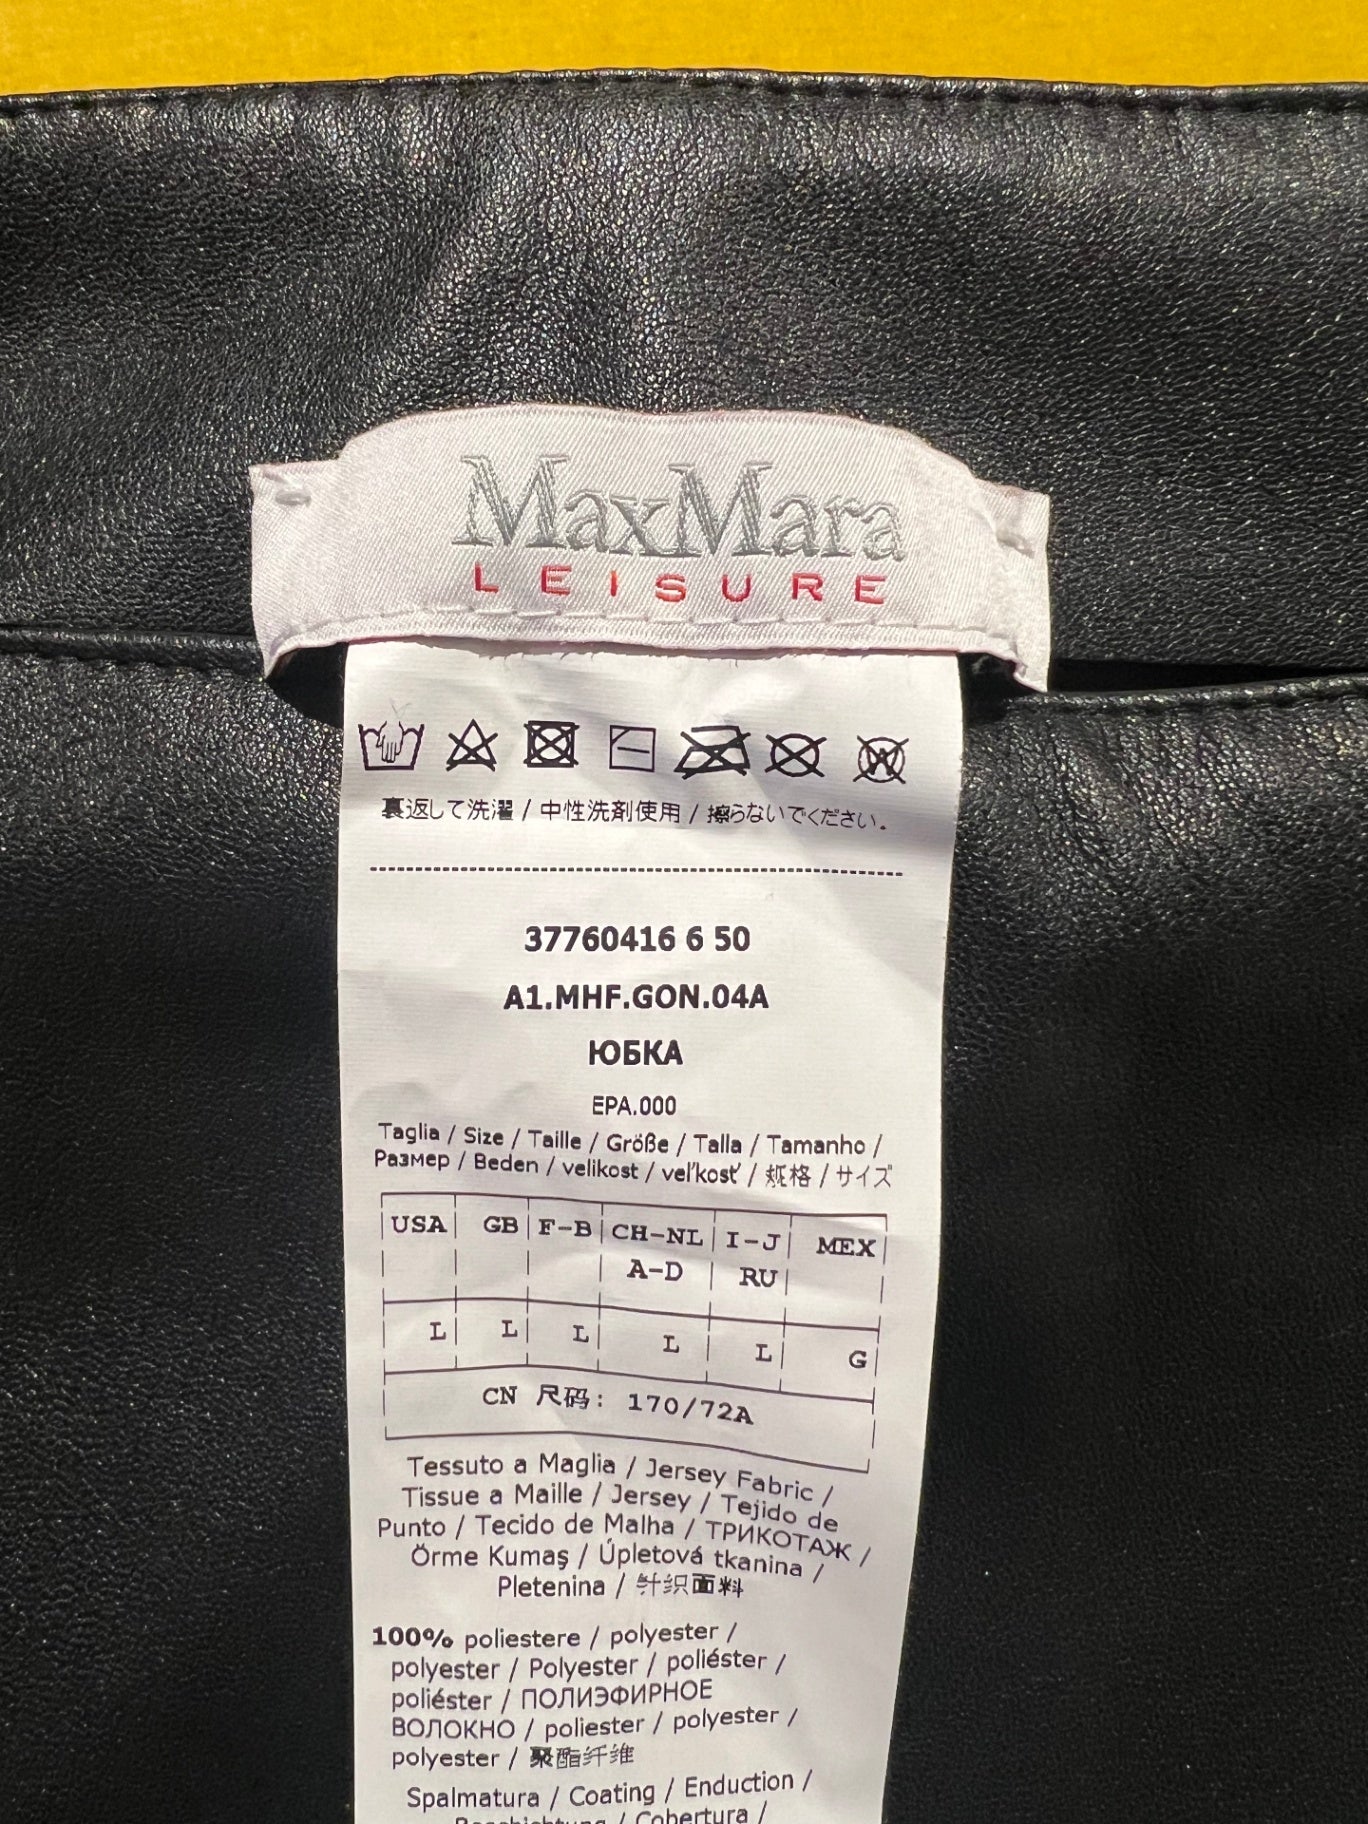 MaxMara
LEISURE
裏返して洗濯 / 中性洗剤使用 / 擦らないでください。
37760416 6 50
A1.MHF.GON.04A
ЮБКА
EPA.000
Taglia / Size / Taille / Größe / Talla / Tamanho /
Размер / Beden / velikost / veľkosť / 规格 / サイズ
USA GB F-B CH-NL I-J MEX
A-D RU
L L L L L G
CN 尺码: 170/72A
Tessuto a Maglia / Jersey Fabric /
Tissue a Maille / Jersey / Tejido de
Punto / Tecido de Malha / ТРИКОТАЖ /
Örme Kumaş / Úpletová tkanina /
Pletenina / 针织面料
100% poliestere / polyester /
polyester / Polyester / poliéster /
poliéster / ПОЛИЭФИРНОЕ
ВОЛОКНО / poliester / polyester /
polyester / 聚酯纤维
Spalmatura / Coating / Enduction /
Beschichtung / Cobertura /